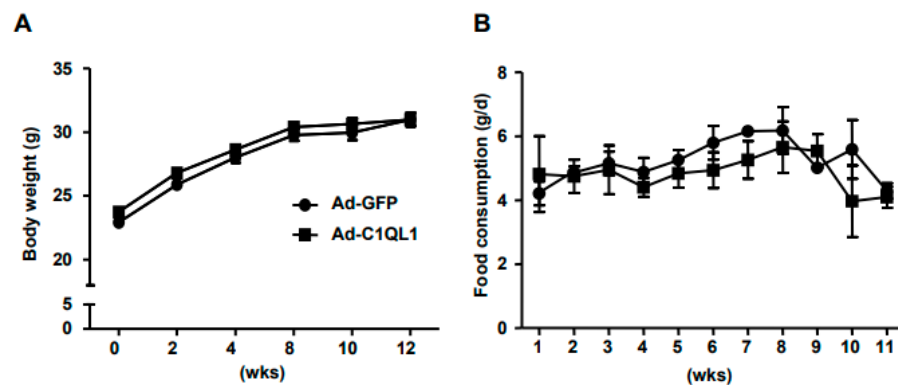 A
B
35
30
25
20
5
0
Body weight (g)
Ad-GFP
Ad-C1QL1
0 2 4 8 10 12
(wks)
8
6
4
2
0
Food consumption (g/d)
1 2 3 4 5 6 7 8 9 10 11
(wks)